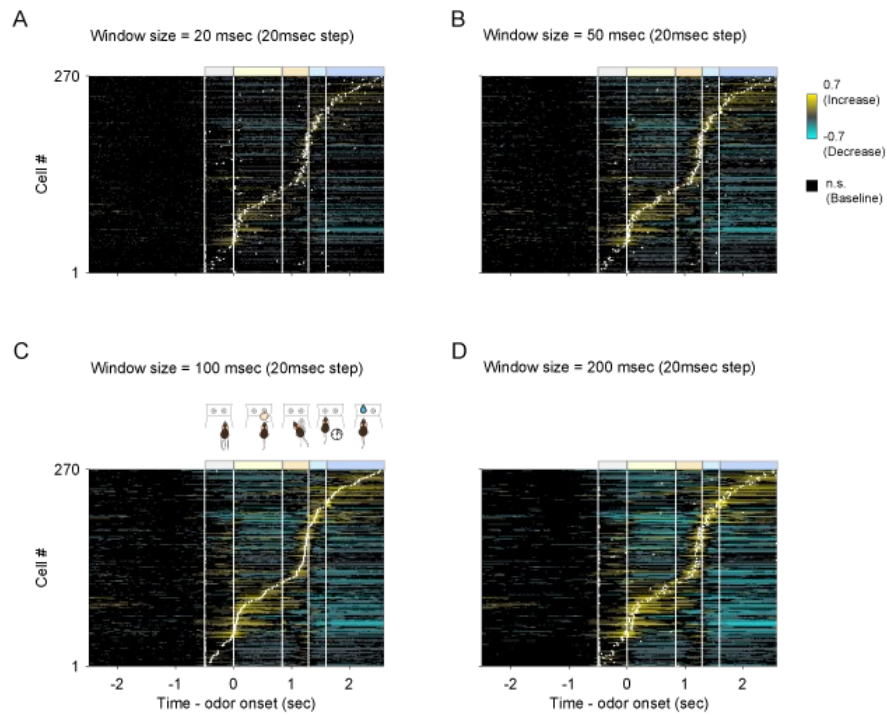 A
Window size = 20 msec (20msec step)
270
Cell #
1
B
Window size = 50 msec (20msec step)
0.7
(Increase)
-0.7
(Decrease)
n.s.
(Baseline)
C
Window size = 100 msec (20msec step)
270
Cell #
1
-2
-1
0
1
2
Time - odor onset (sec)
D
Window size = 200 msec (20msec step)
-2
-1
0
1
2
Time - odor onset (sec)